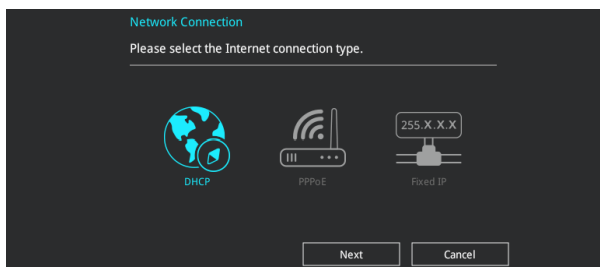 Network Connection
Please select the Internet connection type.
255.X.X.X
DHCP PPPoE Fixed IP
Next Cancel